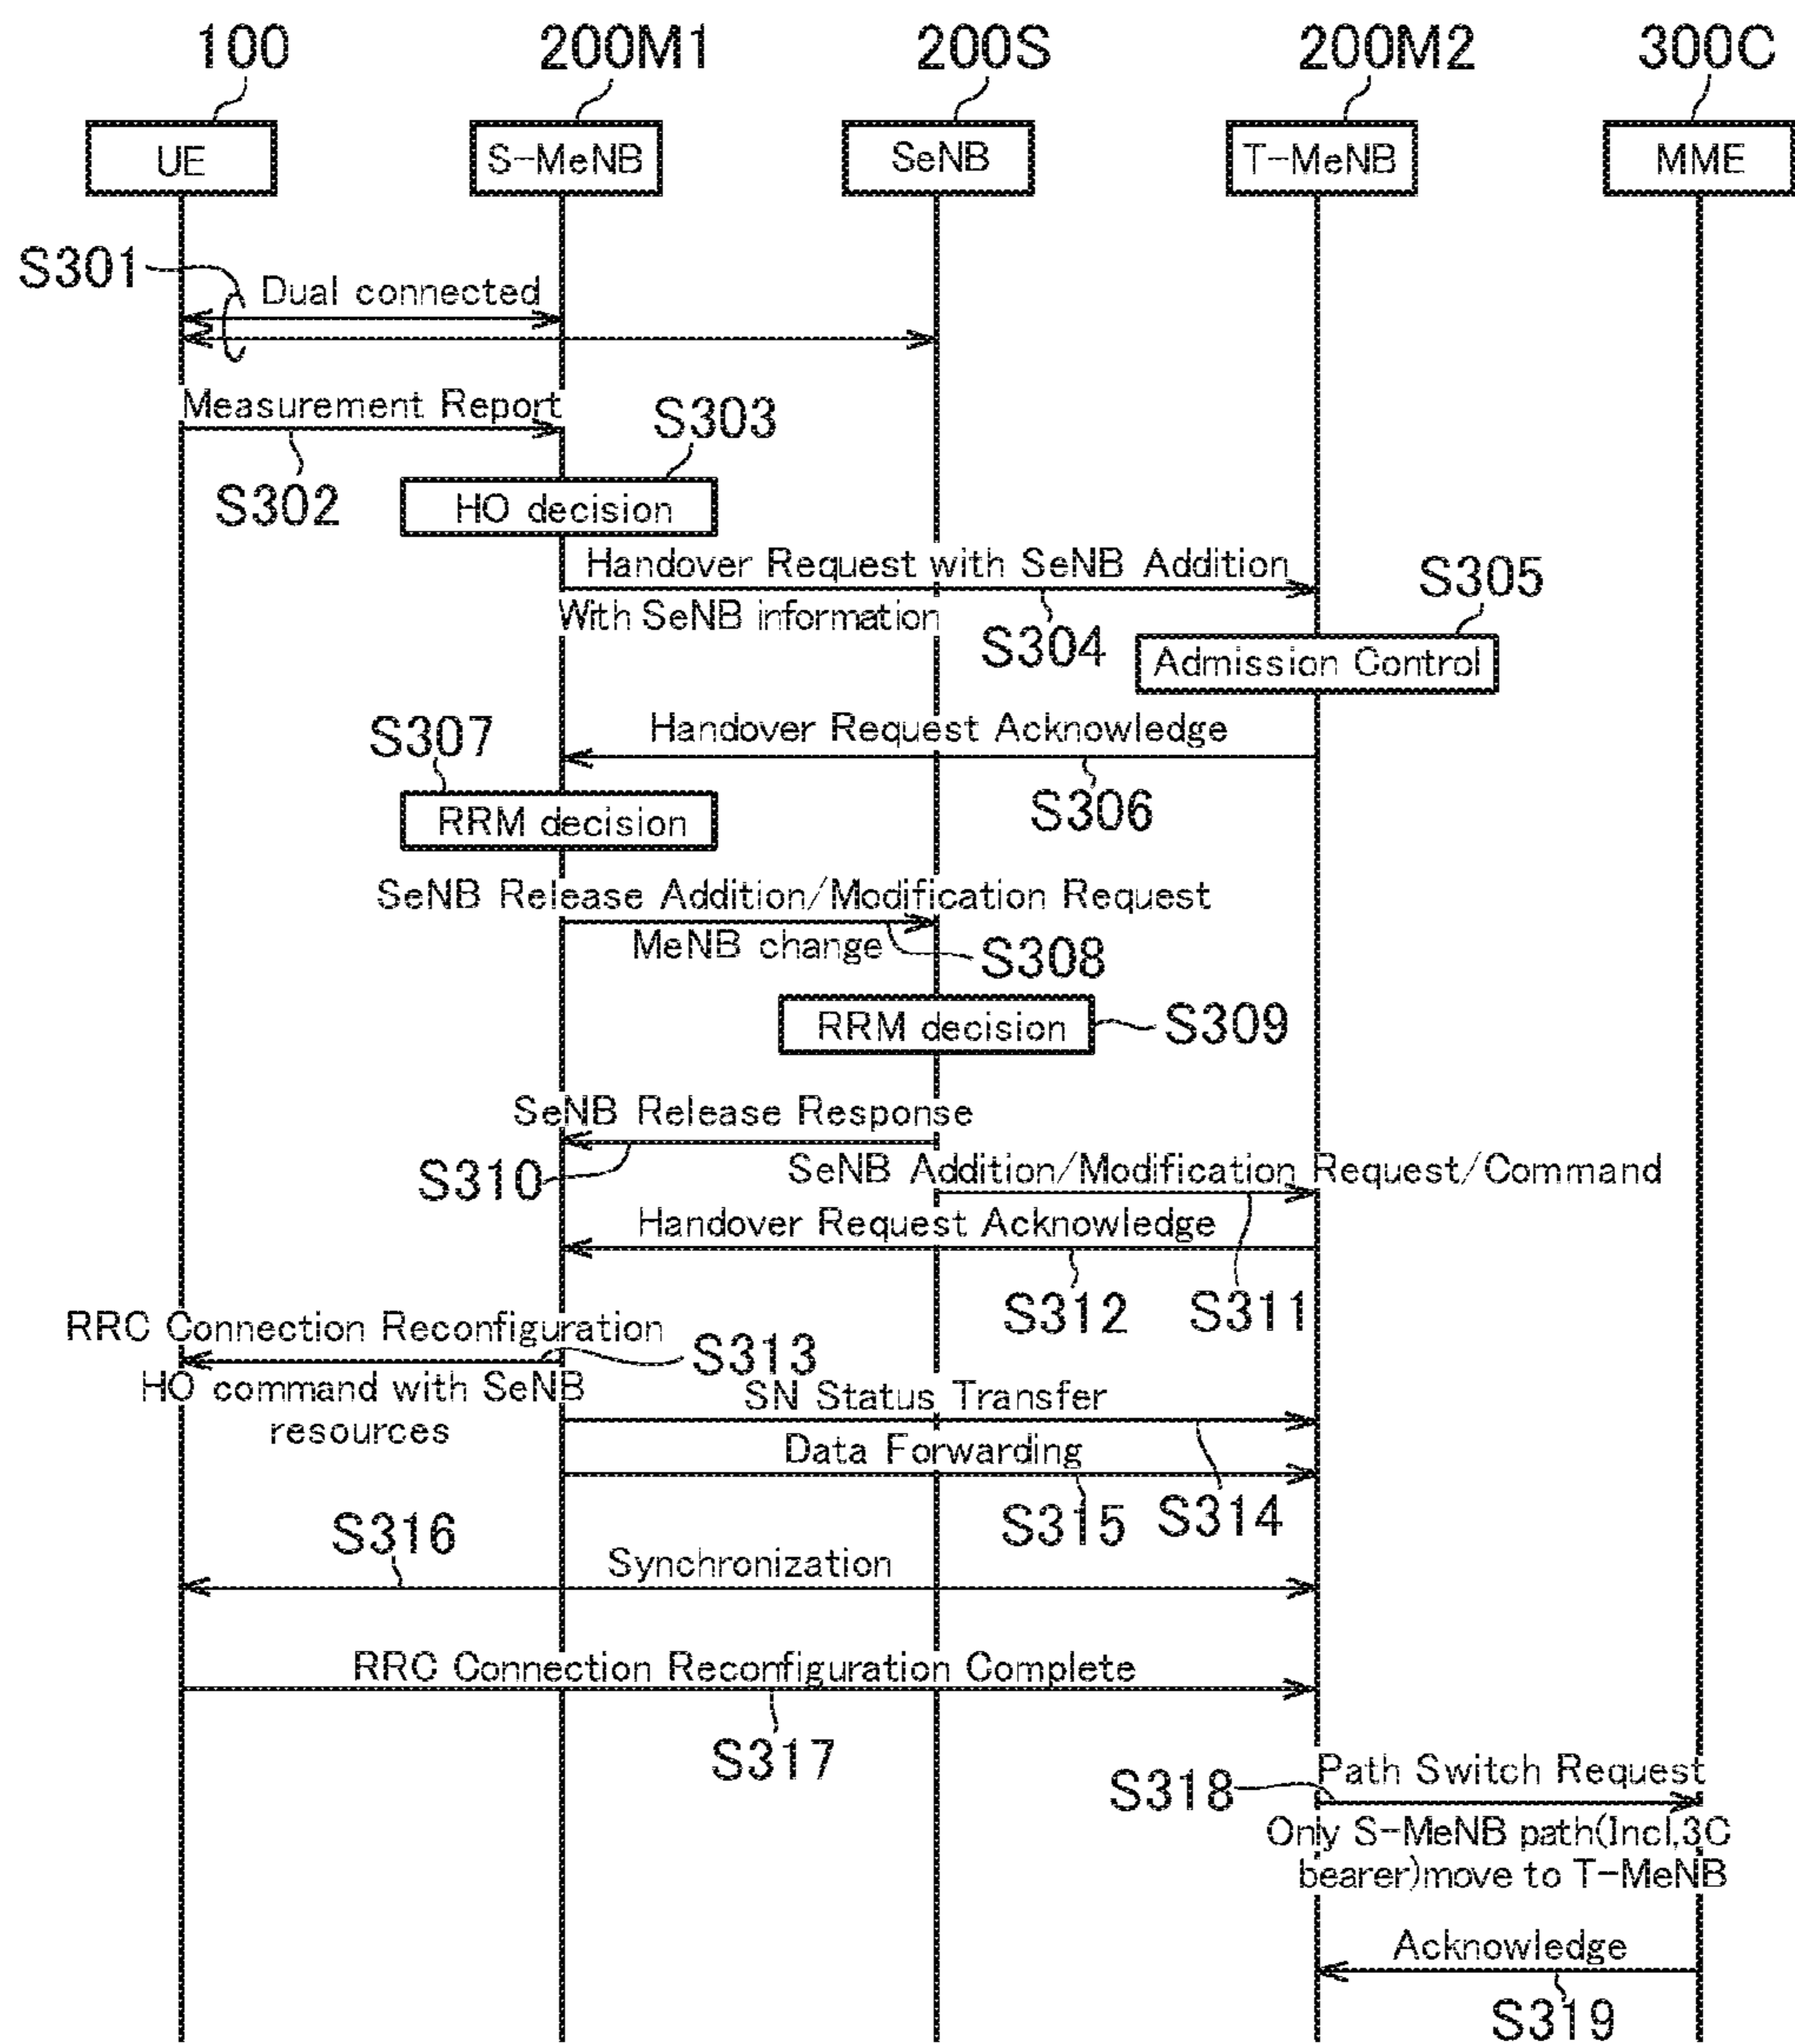 100 200M1 200S 200M2 300C
UE S-MeNB SeNB T-MeNB MME
S301
Dual connected
Measurement Report
S302
S303
HO decision
Handover Request with SeNB Addition
With SeNB information
S304
S305
Admission Control
Handover Request Acknowledge
S306
S307
RRM decision
SeNB Release Addition/Modification Request
MeNB change
S308
RRM decision
S309
SeNB Release Response
S310
SeNB Addition/Modification Request/Command
S311
Handover Request Acknowledge
S312
RRC Connection Reconfiguration
S313
HO command with SeNB
resources
SN Status Transfer
S314
Data Forwarding
S315
S316
Synchronization
RRC Connection Reconfiguration Complete
S317
Path Switch Request
S318
Only S-MeNB path(Incl,3C
bearer)move to T-MeNB
Acknowledge
S319